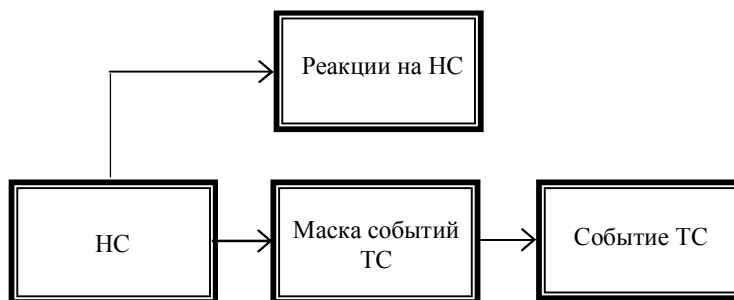 Реакции на НС
НС
Маска событий
ТС
Событие ТС